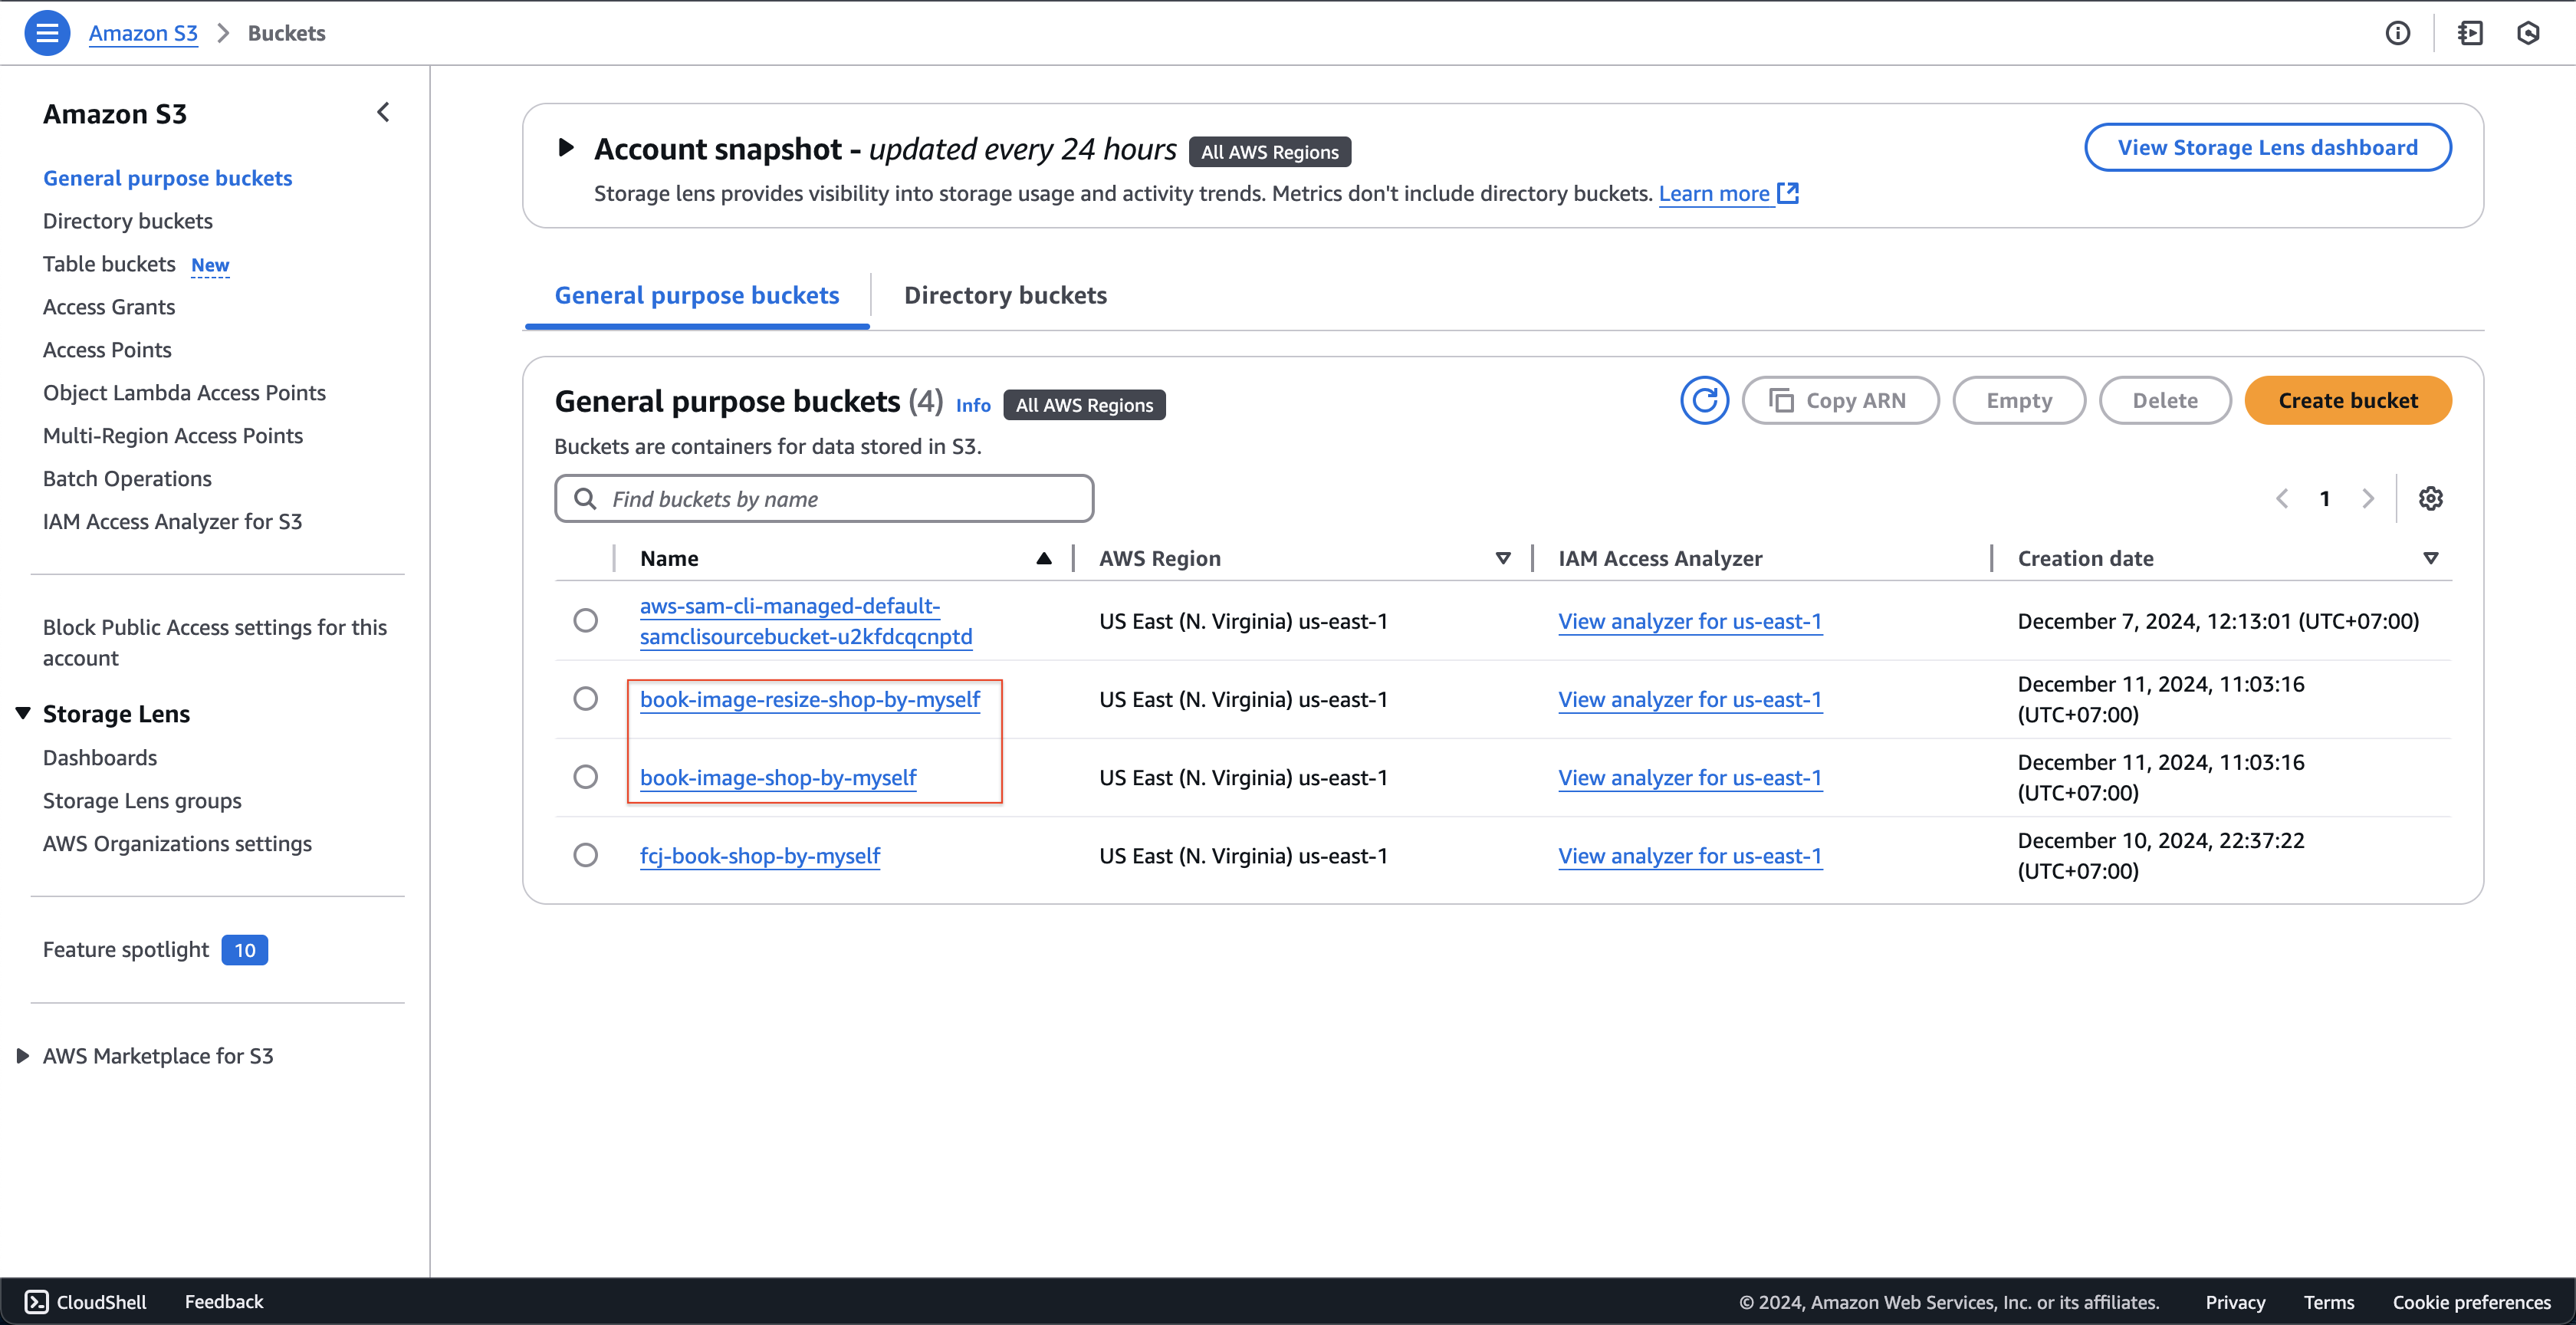 Amazon S3 > Buckets
Amazon S3
General purpose buckets
Directory buckets
Table buckets New
Access Grants
Access Points
Object Lambda Access Points
Multi-Region Access Points
Batch Operations
IAM Access Analyzer for S3
Block Public Access settings for this
account
Storage Lens
Dashboards
Storage Lens groups
AWS Organizations settings
Feature spotlight 10
AWS Marketplace for S3
Account snapshot - updated every 24 hours All AWS Regions
View Storage Lens dashboard
Storage lens provides visibility into storage usage and activity trends. Metrics don't include directory buckets. Learn more
General purpose buckets
Directory buckets
General purpose buckets (4) Info All AWS Regions
Copy ARN
Empty
Delete
Create bucket
Buckets are containers for data stored in S3.
Find buckets by name
1
Name AWS Region IAM Access Analyzer Creation date
aws-sam-cli-managed-default-
samclisourcebucket-u2kfdcqcnptd
US East (N. Virginia) us-east-1
View analyzer for us-east-1
December 7, 2024, 12:13:01 (UTC+07:00)
book-image-resize-shop-by-myself
US East (N. Virginia) us-east-1
View analyzer for us-east-1
December 11, 2024, 11:03:16
(UTC+07:00)
book-image-shop-by-myself
US East (N. Virginia) us-east-1
View analyzer for us-east-1
December 11, 2024, 11:03:16
(UTC+07:00)
fcj-book-shop-by-myself
US East (N. Virginia) us-east-1
View analyzer for us-east-1
December 10, 2024, 22:37:22
(UTC+07:00)
CloudShell
Feedback
© 2024, Amazon Web Services, Inc. or its affiliates.
Privacy
Terms
Cookie preferences